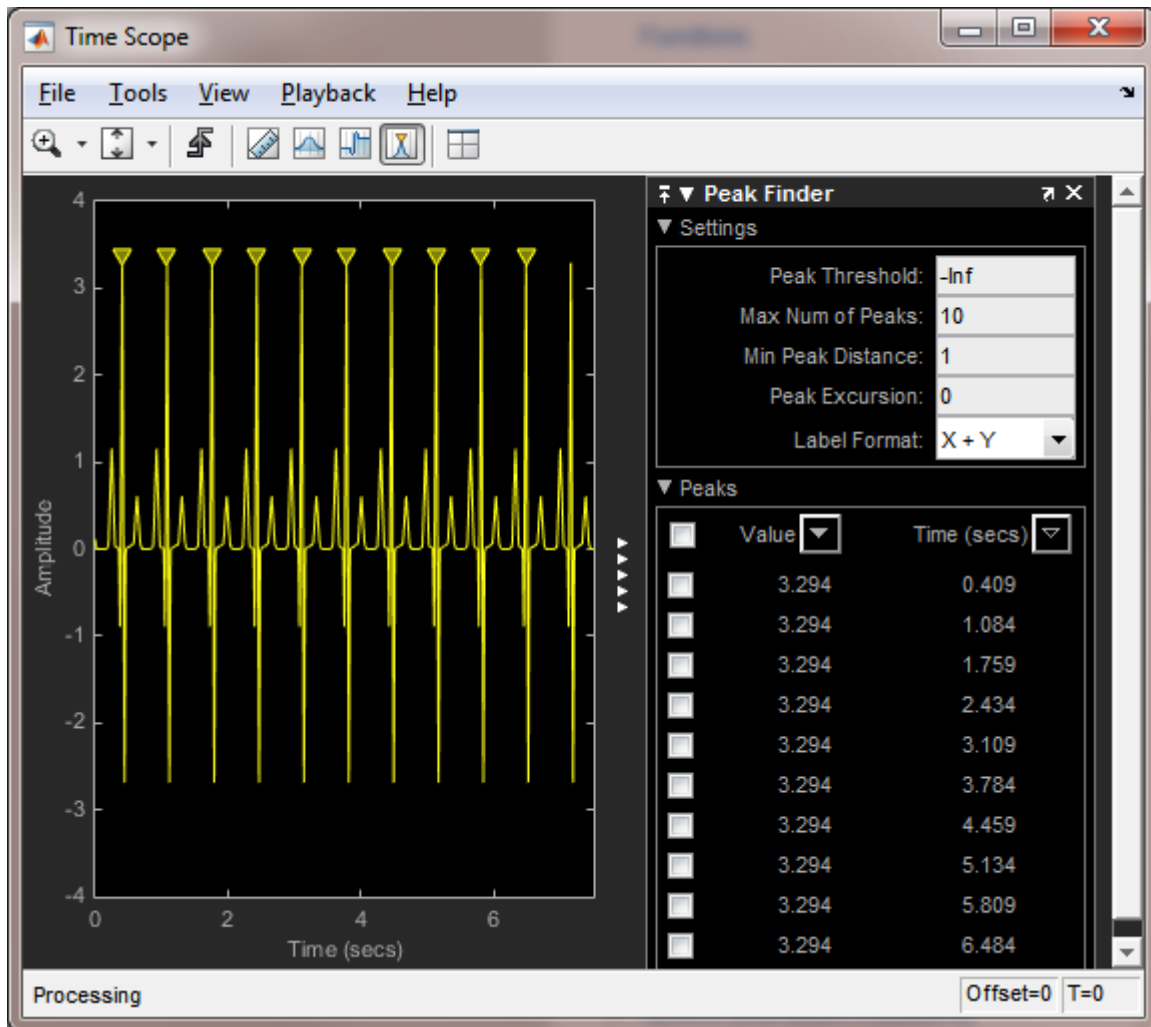 Time Scope
File Tools View Playback Help
4
3
2
1
0
-1
-2
-3
-4
Amplitude
0 2 4 6
Time (secs)
Peak Finder
Settings
Peak Threshold: -Inf
Max Num of Peaks: 10
Min Peak Distance: 1
Peak Excursion: 0
Label Format: X + Y
Peaks
Value Time (secs)
3.294 0.409
3.294 1.084
3.294 1.759
3.294 2.434
3.294 3.109
3.294 3.784
3.294 4.459
3.294 5.134
3.294 5.809
3.294 6.484
Processing Offset=0 T=0